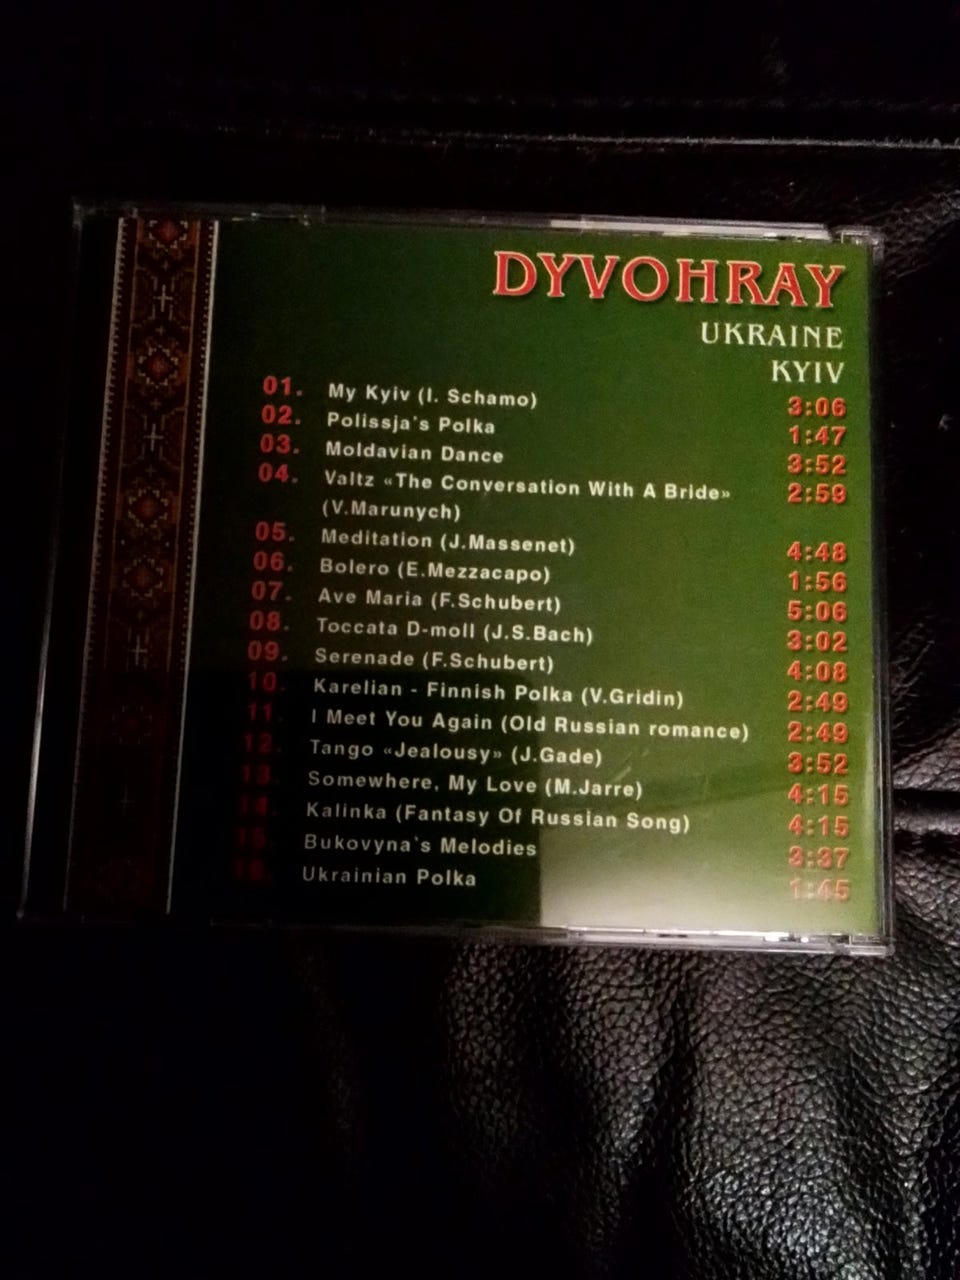 DYVOHRAY
UKRAINE
KYIV
01. My Kyiv (I. Schamo) 3:06
02. Polissja's Polka 1:47
03. Moldavian Dance 3:52
04. Valtz «The Conversation With A Bride» 2:59
(V.Marunych)
05. Meditation (J.Massenet) 4:48
06. Bolero (E.Mezzacapo) 1:56
07. Ave Maria (F.Schubert) 5:06
08. Toccata D-moll (J.S.Bach) 3:02
09. Serenade (F.Schubert) 4:08
10. Karelian - Finnish Polka (V.Gridin) 2:49
11. I Meet You Again (Old Russian romance) 2:49
12. Tango «Jealousy» (J.Gade) 3:52
13. Somewhere, My Love (M.Jarre) 4:15
14. Kalinka (Fantasy Of Russian Song) 4:15
15. Bukovyna's Melodies 3:37
16. Ukrainian Polka 1:45